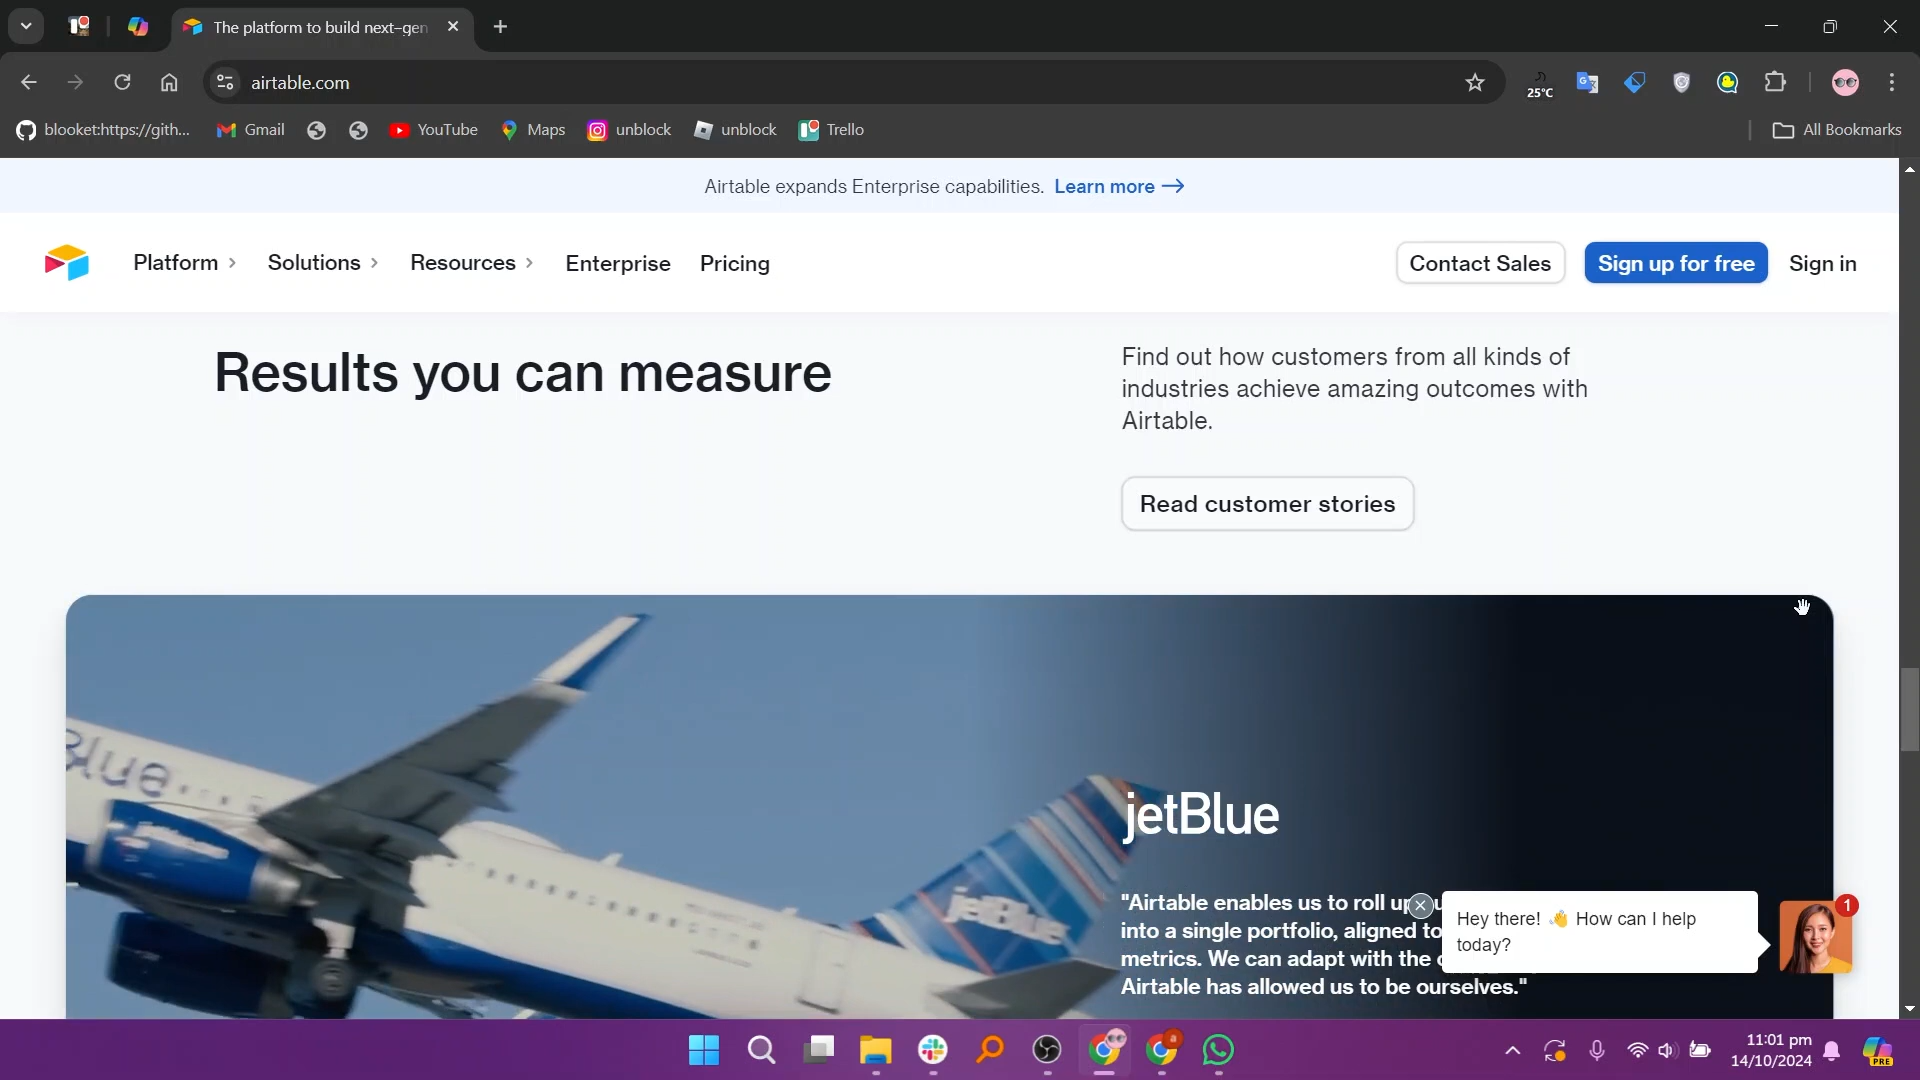 The platform to build next-gen
airtable.com
25°C
blooket:https://gith...
Gmail
YouTube
Maps
unblock
unblock
Trello
All Bookmarks
Airtable expands Enterprise capabilities. Learn more →
Platform
Solutions
Resources
Enterprise
Pricing
Contact Sales
Sign up for free
Sign in
Results you can measure
Find out how customers from all kinds of
industries achieve amazing outcomes with
Airtable.
Read customer stories
Blue
jetBlue
jetBlue
"Airtable enables us to roll up
into a single portfolio, aligned to
metrics. We can adapt with the
Airtable has allowed us to be ourselves."
Hey there! 👋 How can I help
today?
1
11:01 pm
14/10/2024
PRE